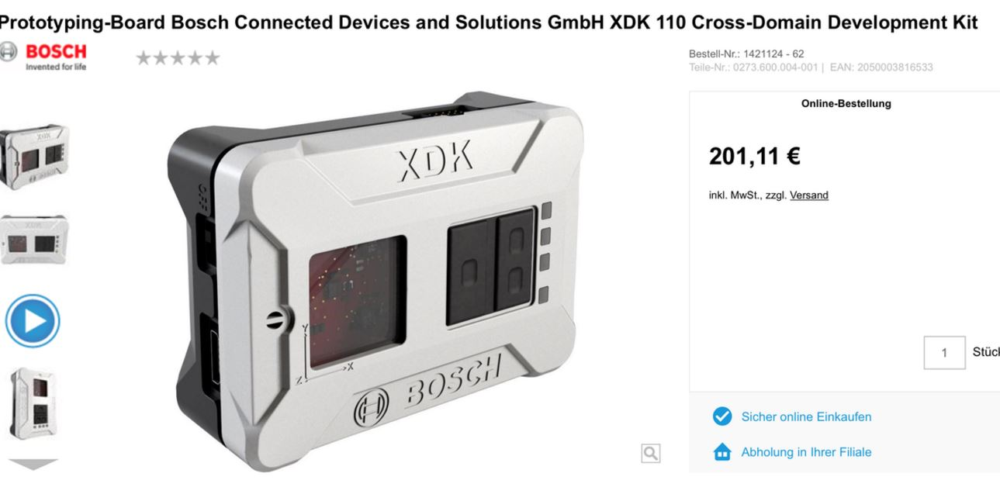 Prototyping-Board Bosch Connected Devices and Solutions GmbH XDK 110 Cross-Domain Development Kit
BOSCH
Invented for life
Bestell-Nr.: 1421124 - 62
Teile-Nr.: 0273.600.004-001 | EAN: 2050003816533
Online-Bestellung
201,11 €
inkl. MwSt., zzgl. Versand
XDK
OFF
Y
X
Z
BOSCH
1 Stück
Sicher online Einkaufen
Abholung in Ihrer Filiale